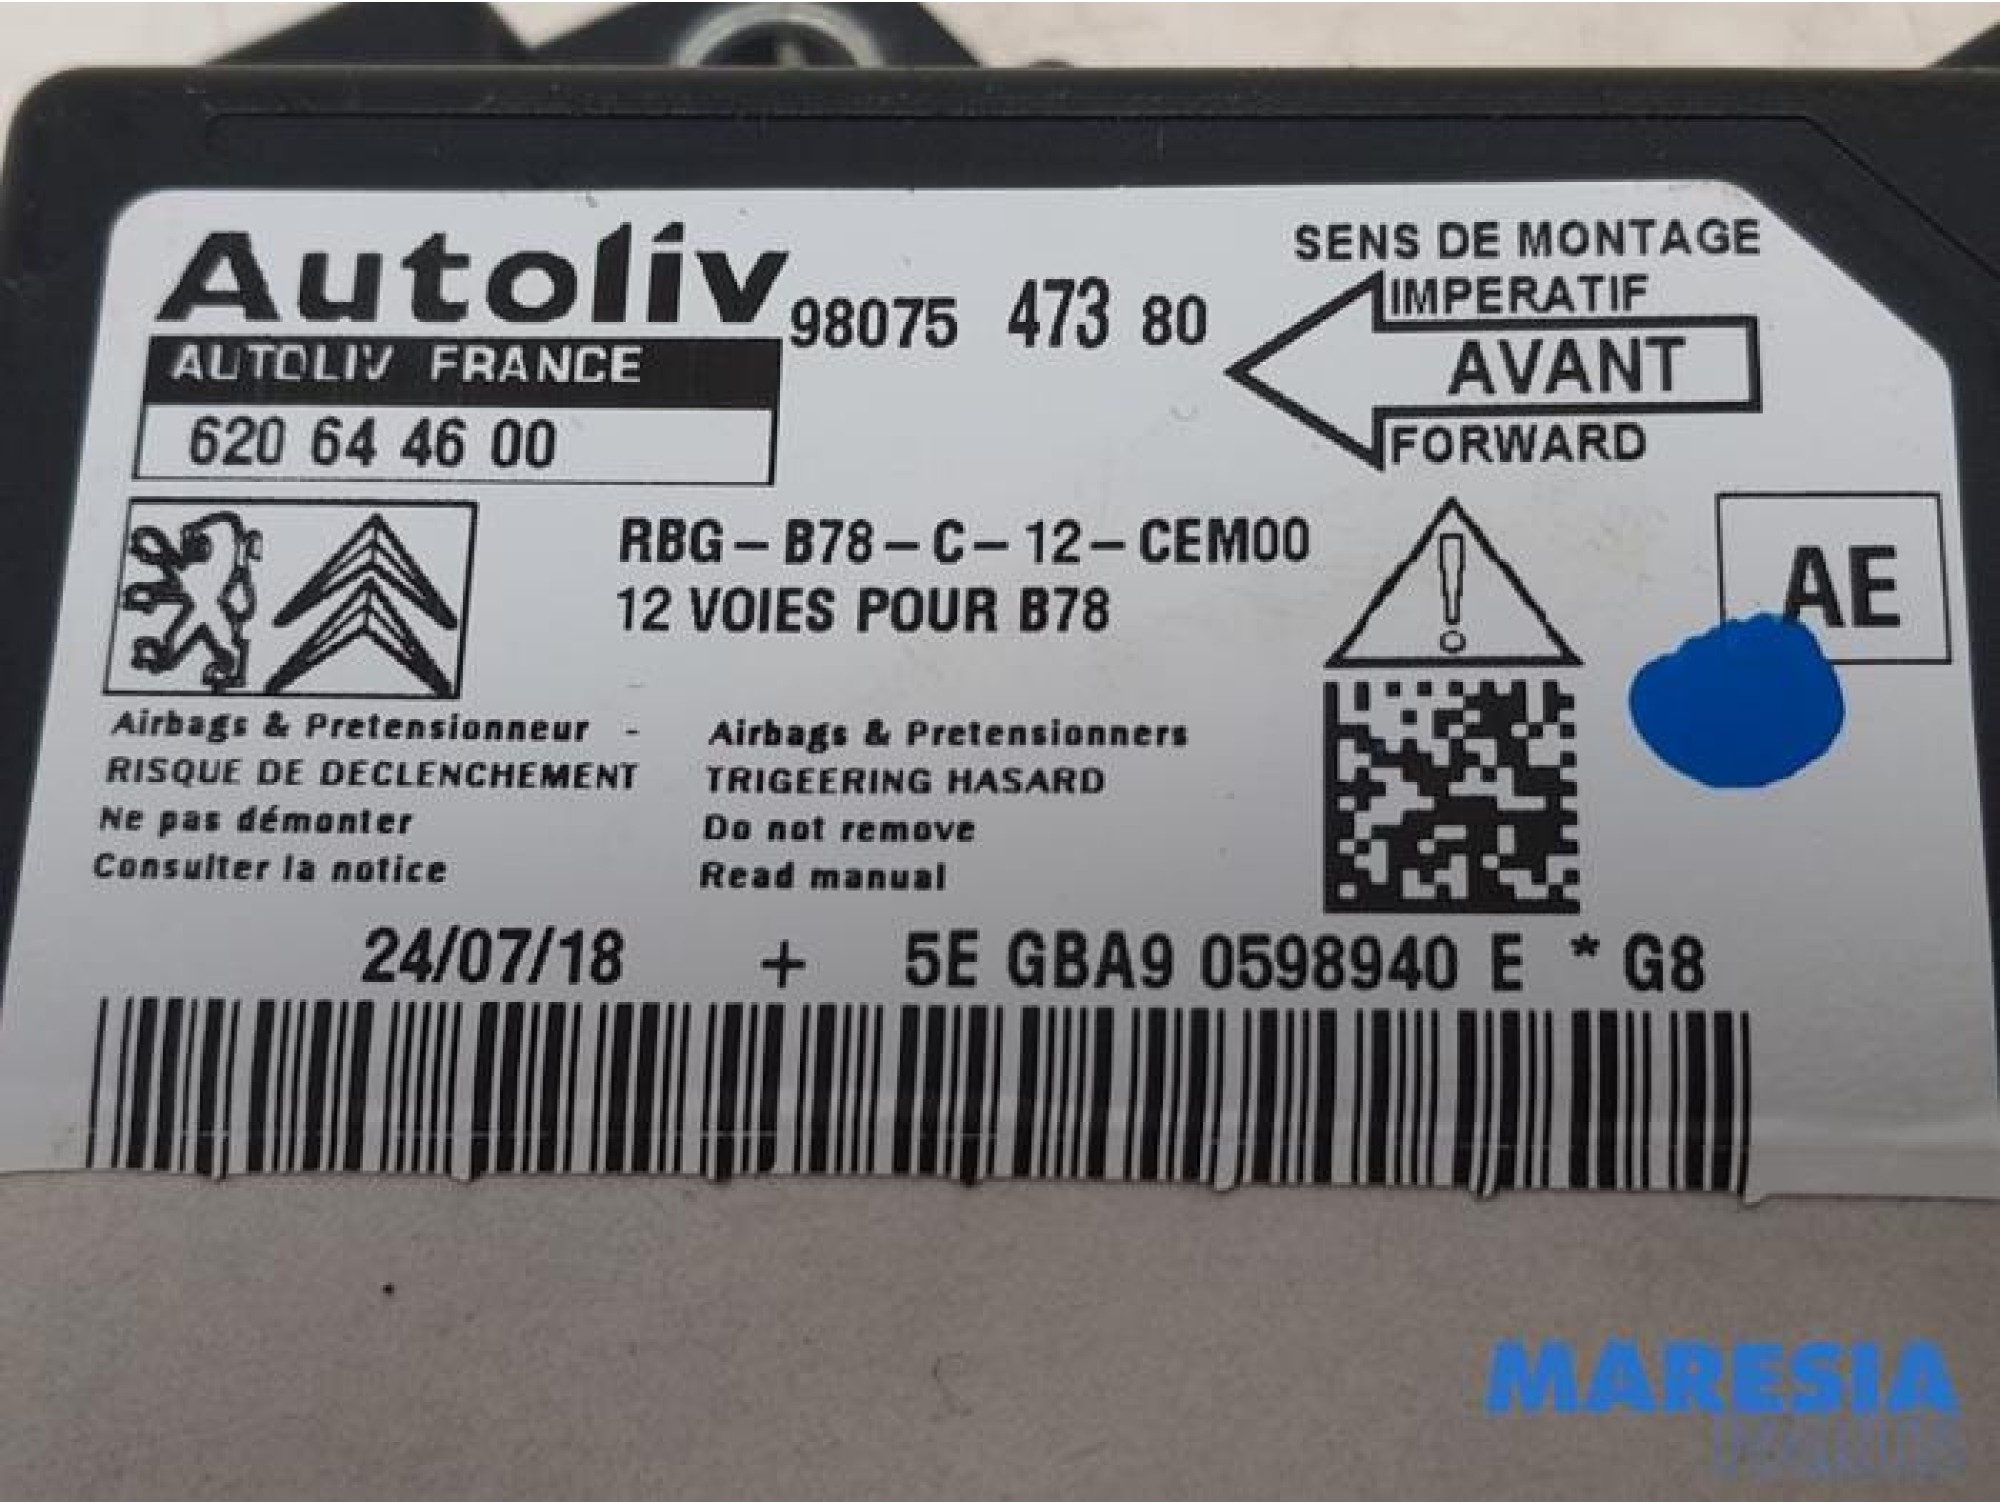 Autoliv
98075 473 80
SENS DE MONTAGE
IMPERATIF
AVANT
FORWARD
AUTOLIV FRANCE
620 64 46 00
RBG-B78-C-12-CEM00
12 VOIES POUR B78
AE
Airbags & Pretensionneur -
RISQUE DE DECLENCHEMENT
Ne pas démonter
Consulter la notice
Airbags & Pretensionners
TRIGEERING HASARD
Do not remove
Read manual
24/07/18 + 5E GBA9 0598940 E * G8
MARESIA
PARTS